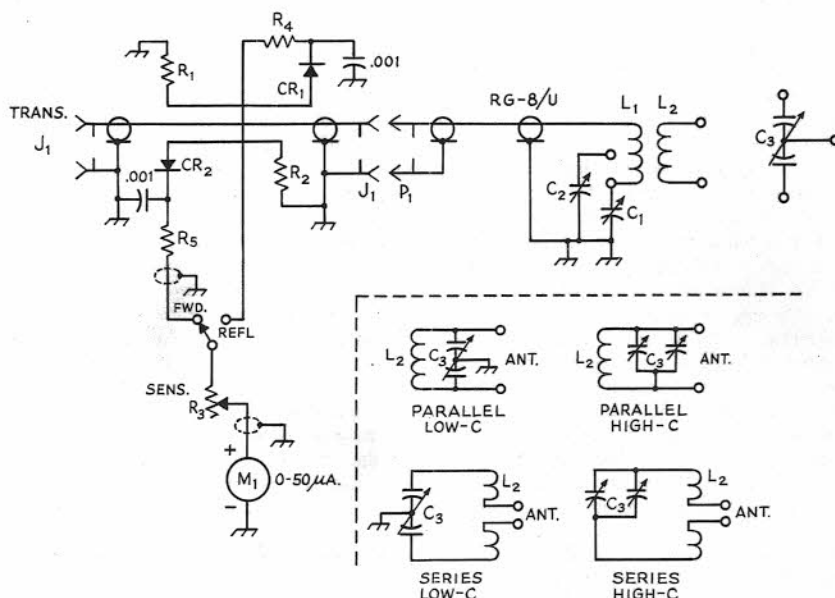 R4
.001
R1
CR1
TRANS.
J1
RG-8/U
L1
L2
C3
CR2
R2
J1
P1
.001
C2
C1
R5
FWD.
REFL
SENS.
R3
+
M1
0-50µA.
-
L2
C3
ANT.
PARALLEL
LOW-C
L2
C3
ANT.
PARALLEL
HIGH-C
C3
L2
ANT.
SERIES
LOW-C
C3
L2
ANT.
SERIES
HIGH-C